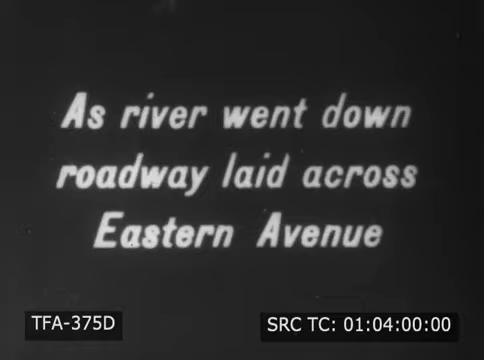 As river went down
roadway laid across
Eastern Avenue
TFA-375D
SRC TC: 01:04:00:00